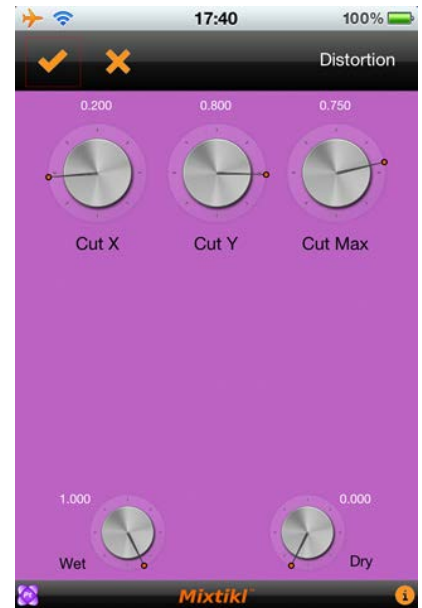 17:40 100%
Distortion
0.200 0.800 0.750
Cut X Cut Y Cut Max
1.000 0.000
Wet Dry
Mixtikl™ i